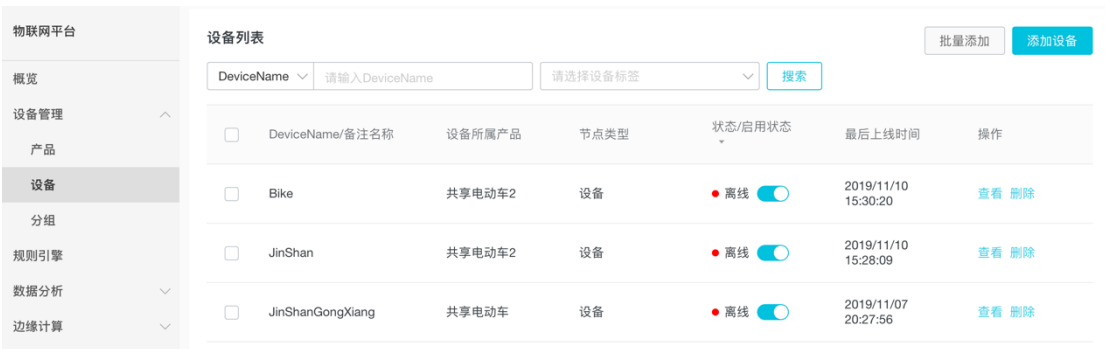 物联网平台
概览
设备管理
产品
设备
分组
规则引擎
数据分析
边缘计算
设备列表
批量添加 添加设备
DeviceName 请输入DeviceName 请选择设备标签 搜索
DeviceName/备注名称 设备所属产品 节点类型 状态/启用状态 最后上线时间 操作
Bike 共享电动车2 设备 离线 2019/11/10 15:30:20 查看 删除
JinShan 共享电动车2 设备 离线 2019/11/10 15:28:09 查看 删除
JinShanGongXiang 共享电动车 设备 离线 2019/11/07 20:27:56 查看 删除